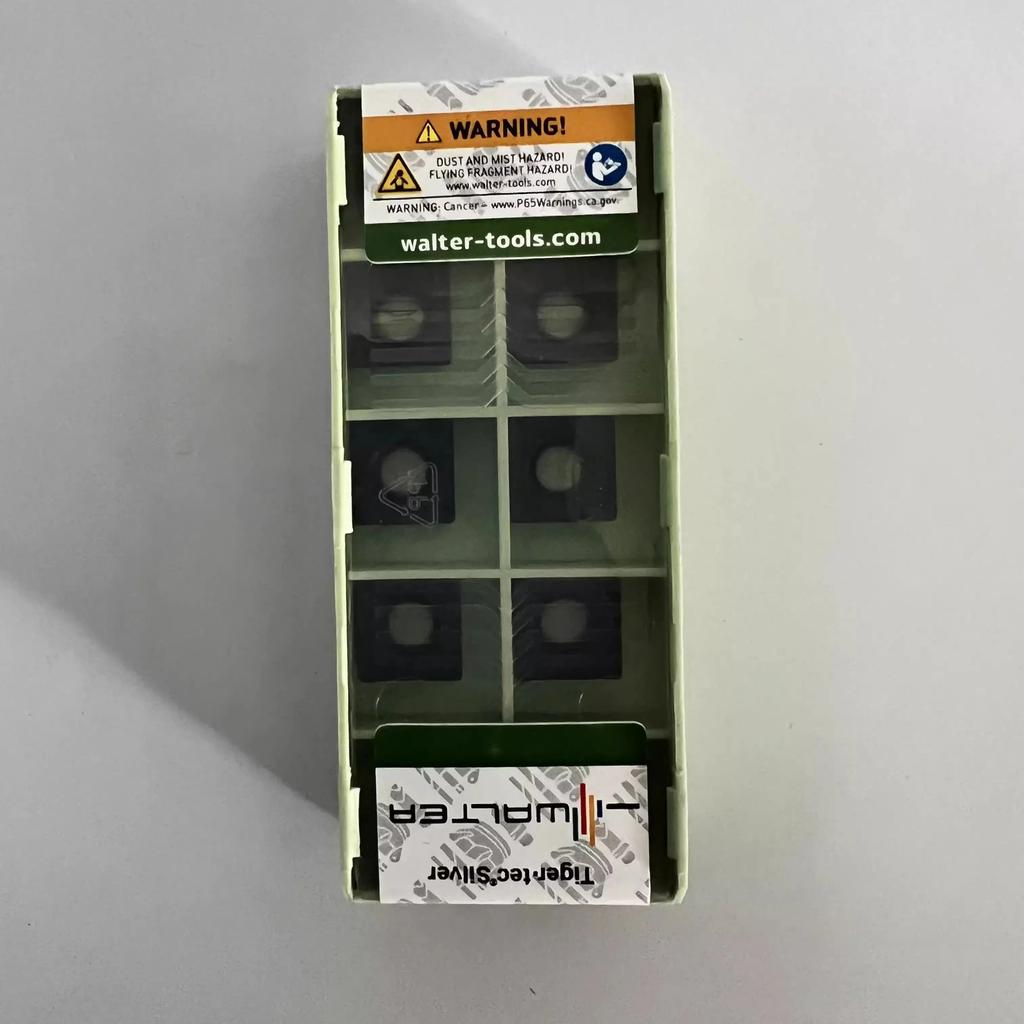 WARNING!
DUST AND MIST HAZARD!
FLYING FRAGMENT HAZARD!
www.walter-tools.com
WARNING: Cancer – www.P65Warnings.ca.gov.
walter-tools.com
WALTER
Tiger·tec®Silver